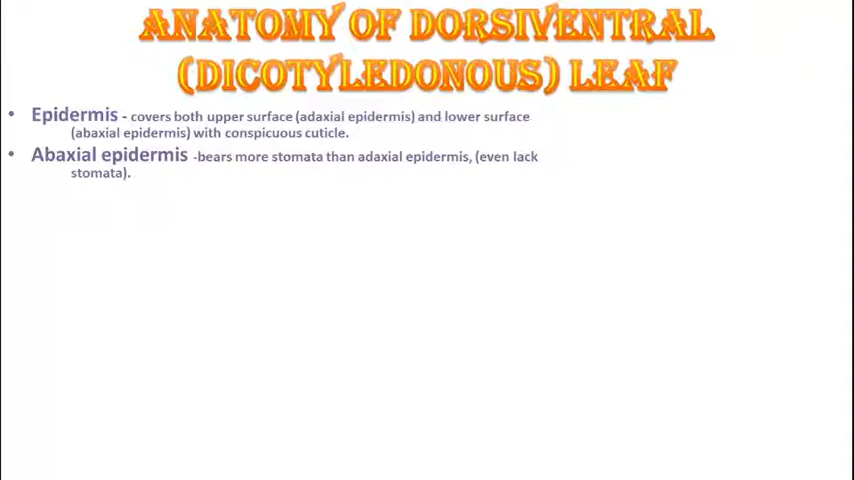 ANATOMY OF DORSIVENTRAL
(DICOTYLEDONOUS) LEAF
• Epidermis - covers both upper surface (adaxial epidermis) and lower surface
(abaxial epidermis) with conspicuous cuticle.
• Abaxial epidermis -bears more stomata than adaxial epidermis, (even lack
stomata).